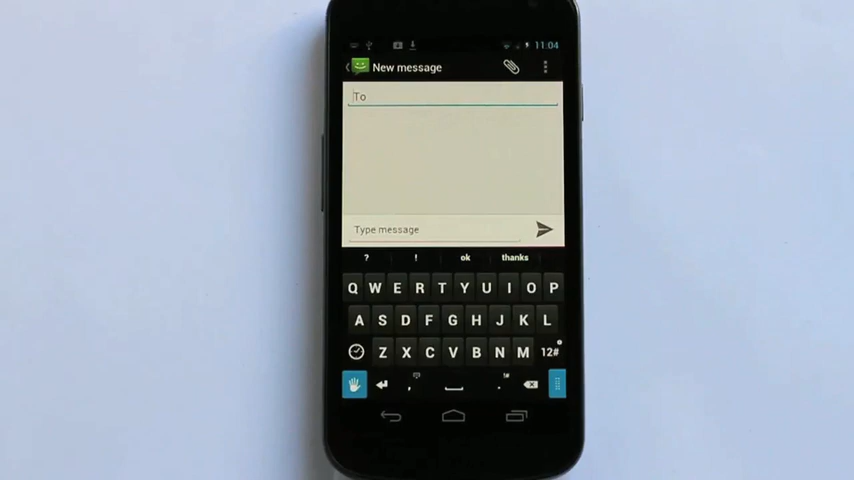 11:04
New message
To
Type message
? ! ok thanks
Q W E R T Y U I O P
A S D F G H J K L
Z X C V B N M 12#
, .